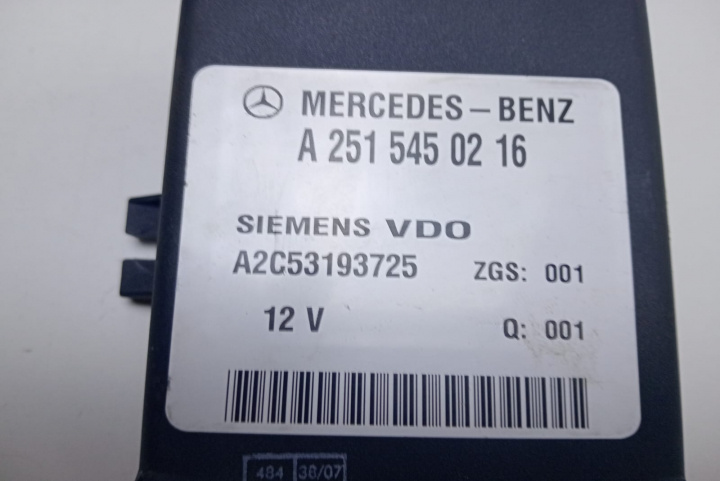 MERCEDES-BENZ
A 251 545 02 16
SIEMENS VDO
A2C53193725 ZGS: 001
12 V Q: 001
484 38/07